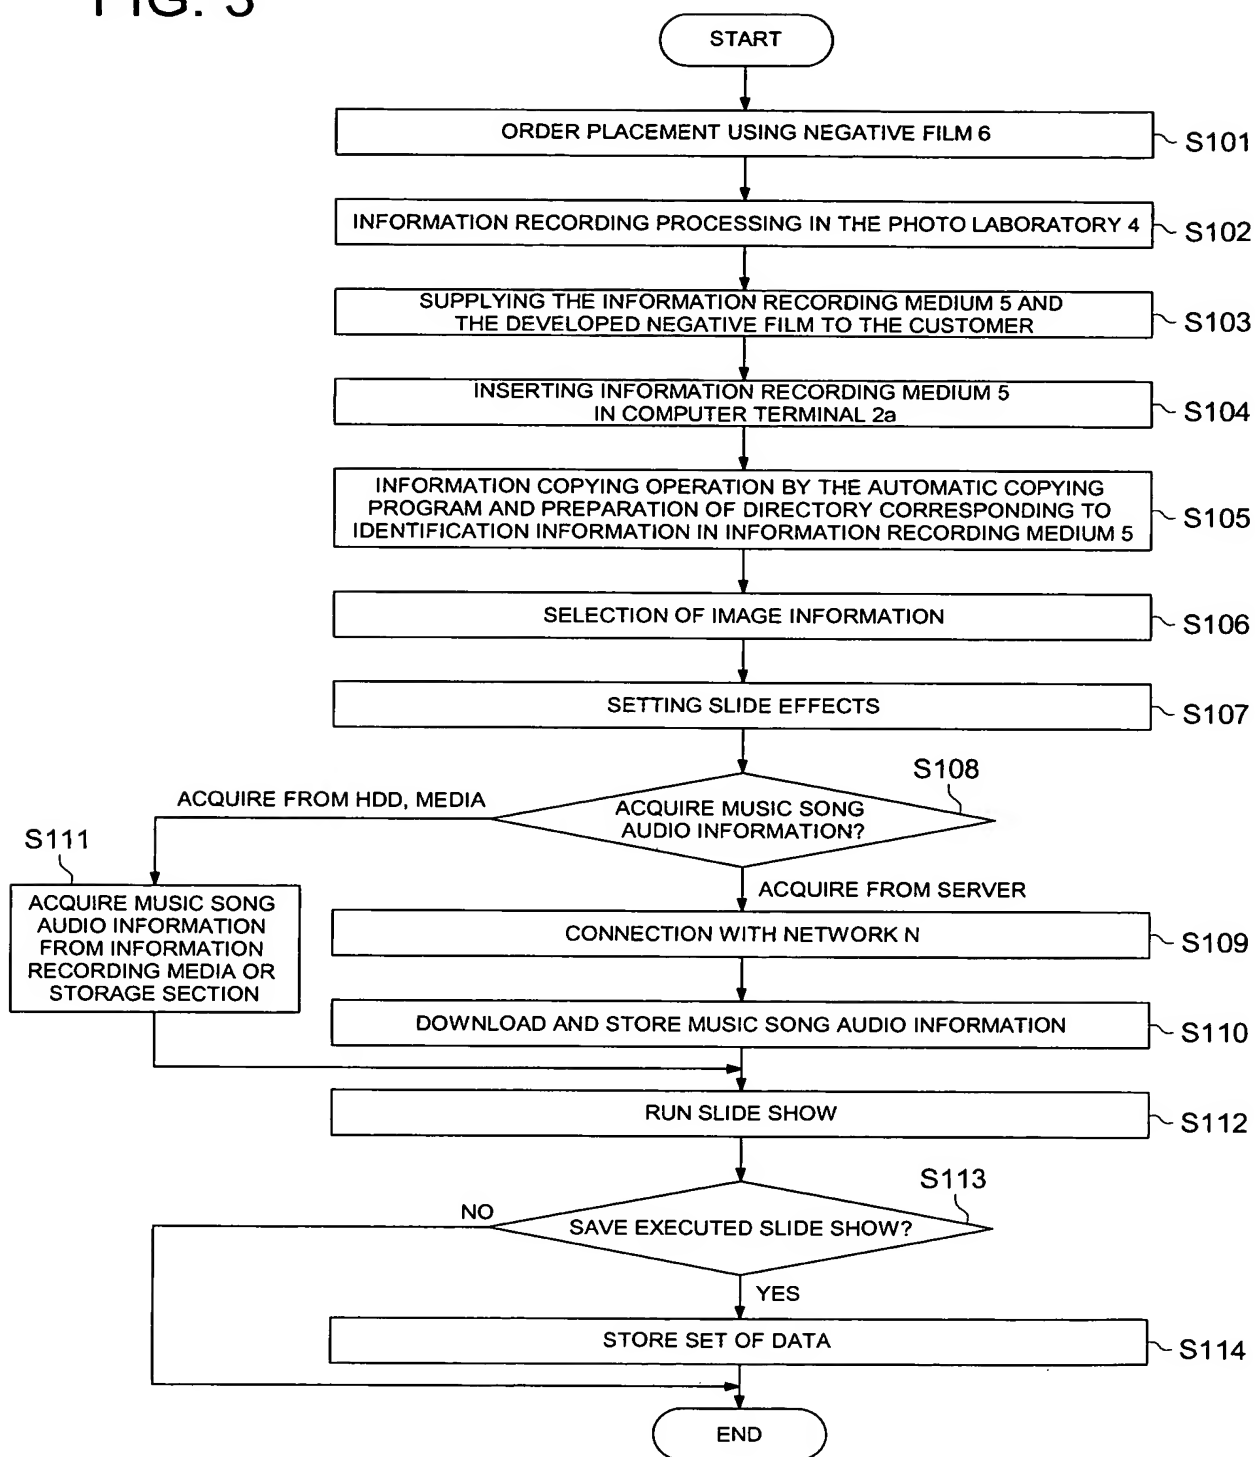 FIG. 3
START
ORDER PLACEMENT USING NEGATIVE FILM 6
S101
INFORMATION RECORDING PROCESSING IN THE PHOTO LABORATORY 4
S102
SUPPLYING THE INFORMATION RECORDING MEDIUM 5 AND
THE DEVELOPED NEGATIVE FILM TO THE CUSTOMER
S103
INSERTING INFORMATION RECORDING MEDIUM 5
IN COMPUTER TERMINAL 2a
S104
INFORMATION COPYING OPERATION BY THE AUTOMATIC COPYING
PROGRAM AND PREPARATION OF DIRECTORY CORRESPONDING TO
IDENTIFICATION INFORMATION IN INFORMATION RECORDING MEDIUM 5
S105
SELECTION OF IMAGE INFORMATION
S106
SETTING SLIDE EFFECTS
S107
S108
ACQUIRE MUSIC SONG
AUDIO INFORMATION?
ACQUIRE FROM HDD, MEDIA
S111
ACQUIRE MUSIC SONG
AUDIO INFORMATION
FROM INFORMATION
RECORDING MEDIA OR
STORAGE SECTION
ACQUIRE FROM SERVER
CONNECTION WITH NETWORK N
S109
DOWNLOAD AND STORE MUSIC SONG AUDIO INFORMATION
S110
RUN SLIDE SHOW
S112
S113
NO
SAVE EXECUTED SLIDE SHOW?
YES
STORE SET OF DATA
S114
END